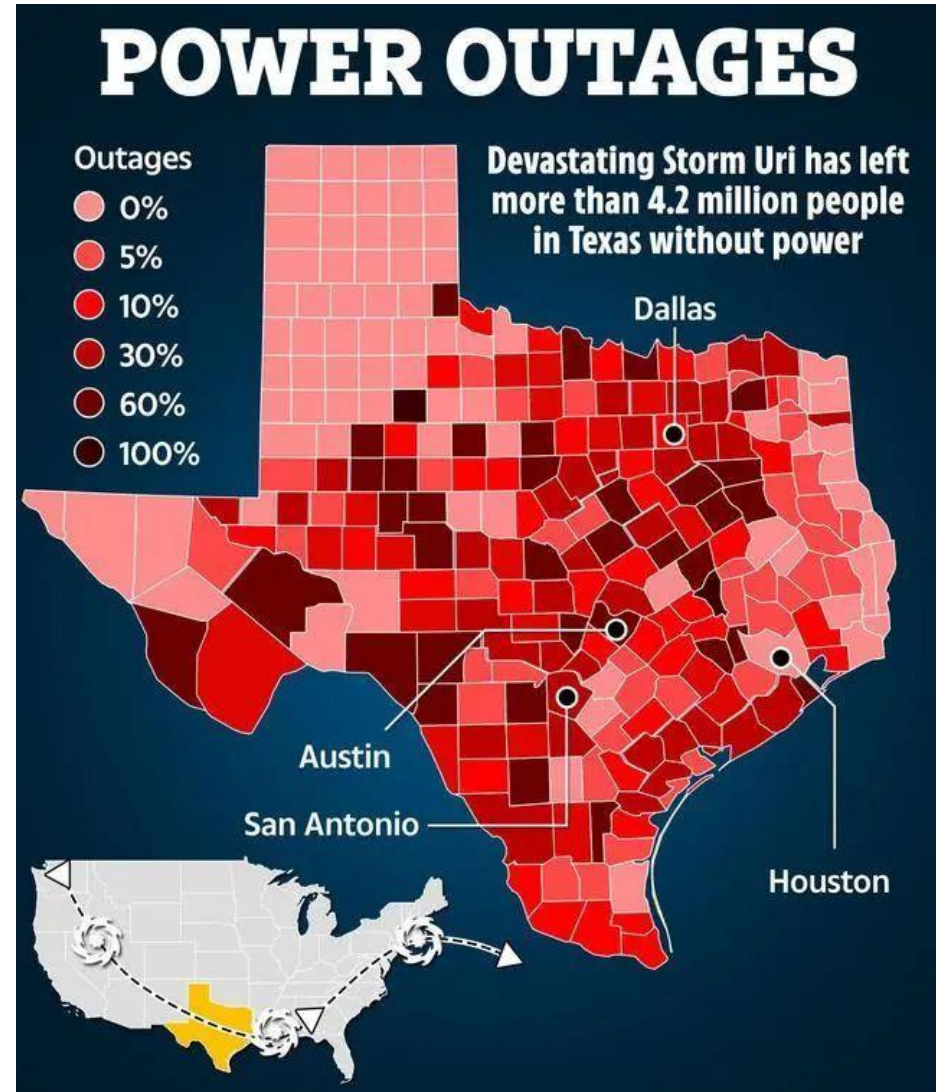 POWER OUTAGES
Outages
0%
5%
10%
30%
60%
100%
Devastating Storm Uri has left
more than 4.2 million people
in Texas without power
Dallas
Austin
San Antonio
Houston